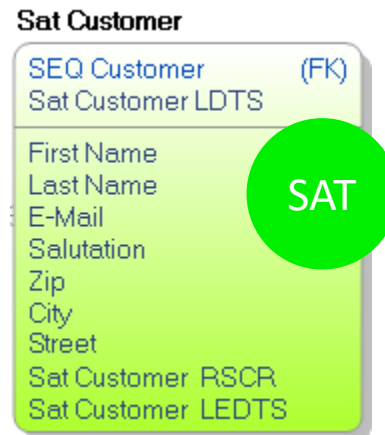 Sat Customer
SEQ Customer (FK)
Sat Customer LDTS
First Name
Last Name
E-Mail
Salutation
Zip
City
Street
Sat Customer RSCR
Sat Customer LEDTS
SAT